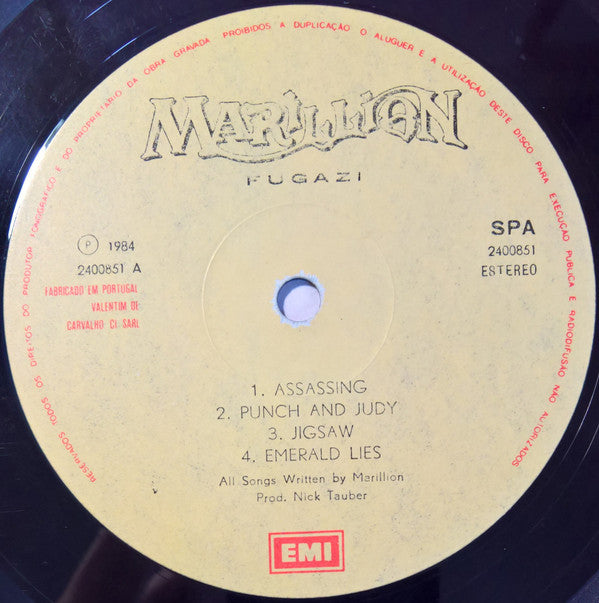 RESERVADOS TODOS OS DIREITOS DO PRODUTOR FONOGRÁFICO E DO PROPRIETÁRIO DA OBRA GRAVADA PROIBIDOS A DUPLICAÇÃO O ALUGUER E A UTILIZAÇÃO DESTE DISCO PARA EXECUÇÃO PUBLICA E RADIODIFUSÃO NÃO AUTORIZADOS
MARILLION
FUGAZI
℗ 1984
2400851 A
FABRICADO EM PORTUGAL
VALENTIM DE
CARVALHO CI SARL
SPA
2400851
ESTEREO
1. ASSASSING
2. PUNCH AND JUDY
3. JIGSAW
4. EMERALD LIES
All Songs Written by Marillion
Prod. Nick Tauber
EMI